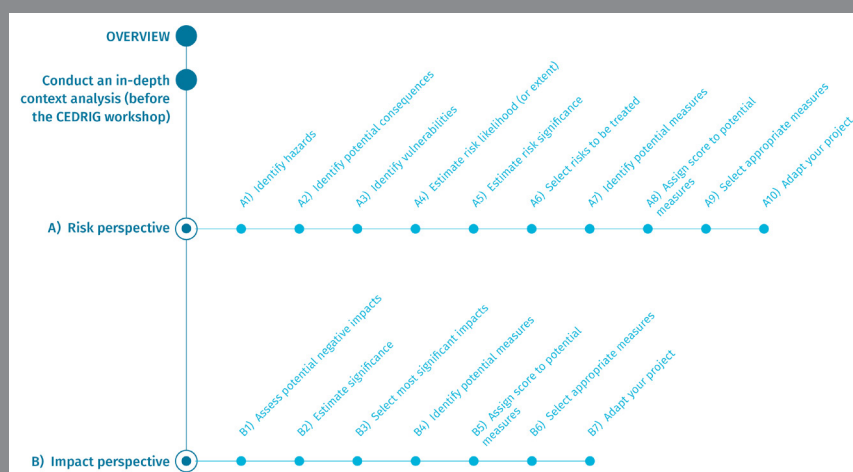 OVERVIEW
Conduct an in-depth
context analysis (before
the CEDRIG workshop)
A) Risk perspective
A1) Identify hazards
A2) Identify potential consequences
A3) Identify vulnerabilities
A4) Estimate risk likelihood (or extent)
A5) Estimate risk significance
A6) Select risks to be treated
A7) Identify potential measures
A8) Assign score to potential
measures
A9) Select appropriate measures
A10) Adapt your project
B) Impact perspective
B1) Assess potential negative impacts
B2) Estimate significance
B3) Select most significant impacts
B4) Identify potential measures
B5) Assign score to potential
measures
B6) Select appropriate measures
B7) Adapt your project